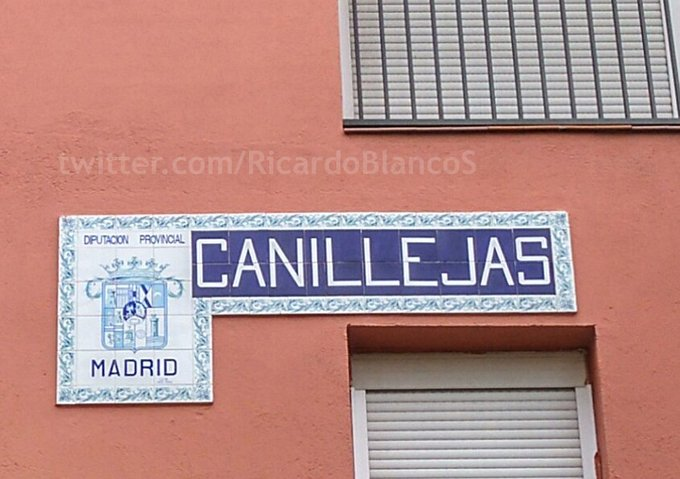 twitter.com/RicardoBlancoS
DIPUTACION PROVINCIAL
CANILLEJAS
MADRID